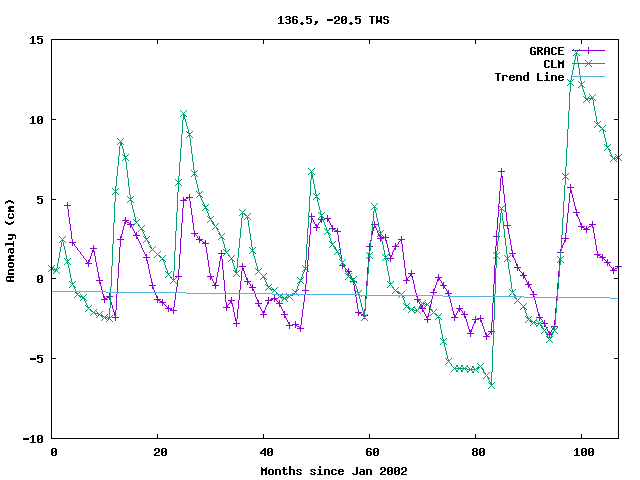 136.5, -20.5 TWS
GRACE
CLM
Trend Line
15
10
5
0
-5
-10
Anomaly (cm)
0 20 40 60 80 100
Months since Jan 2002